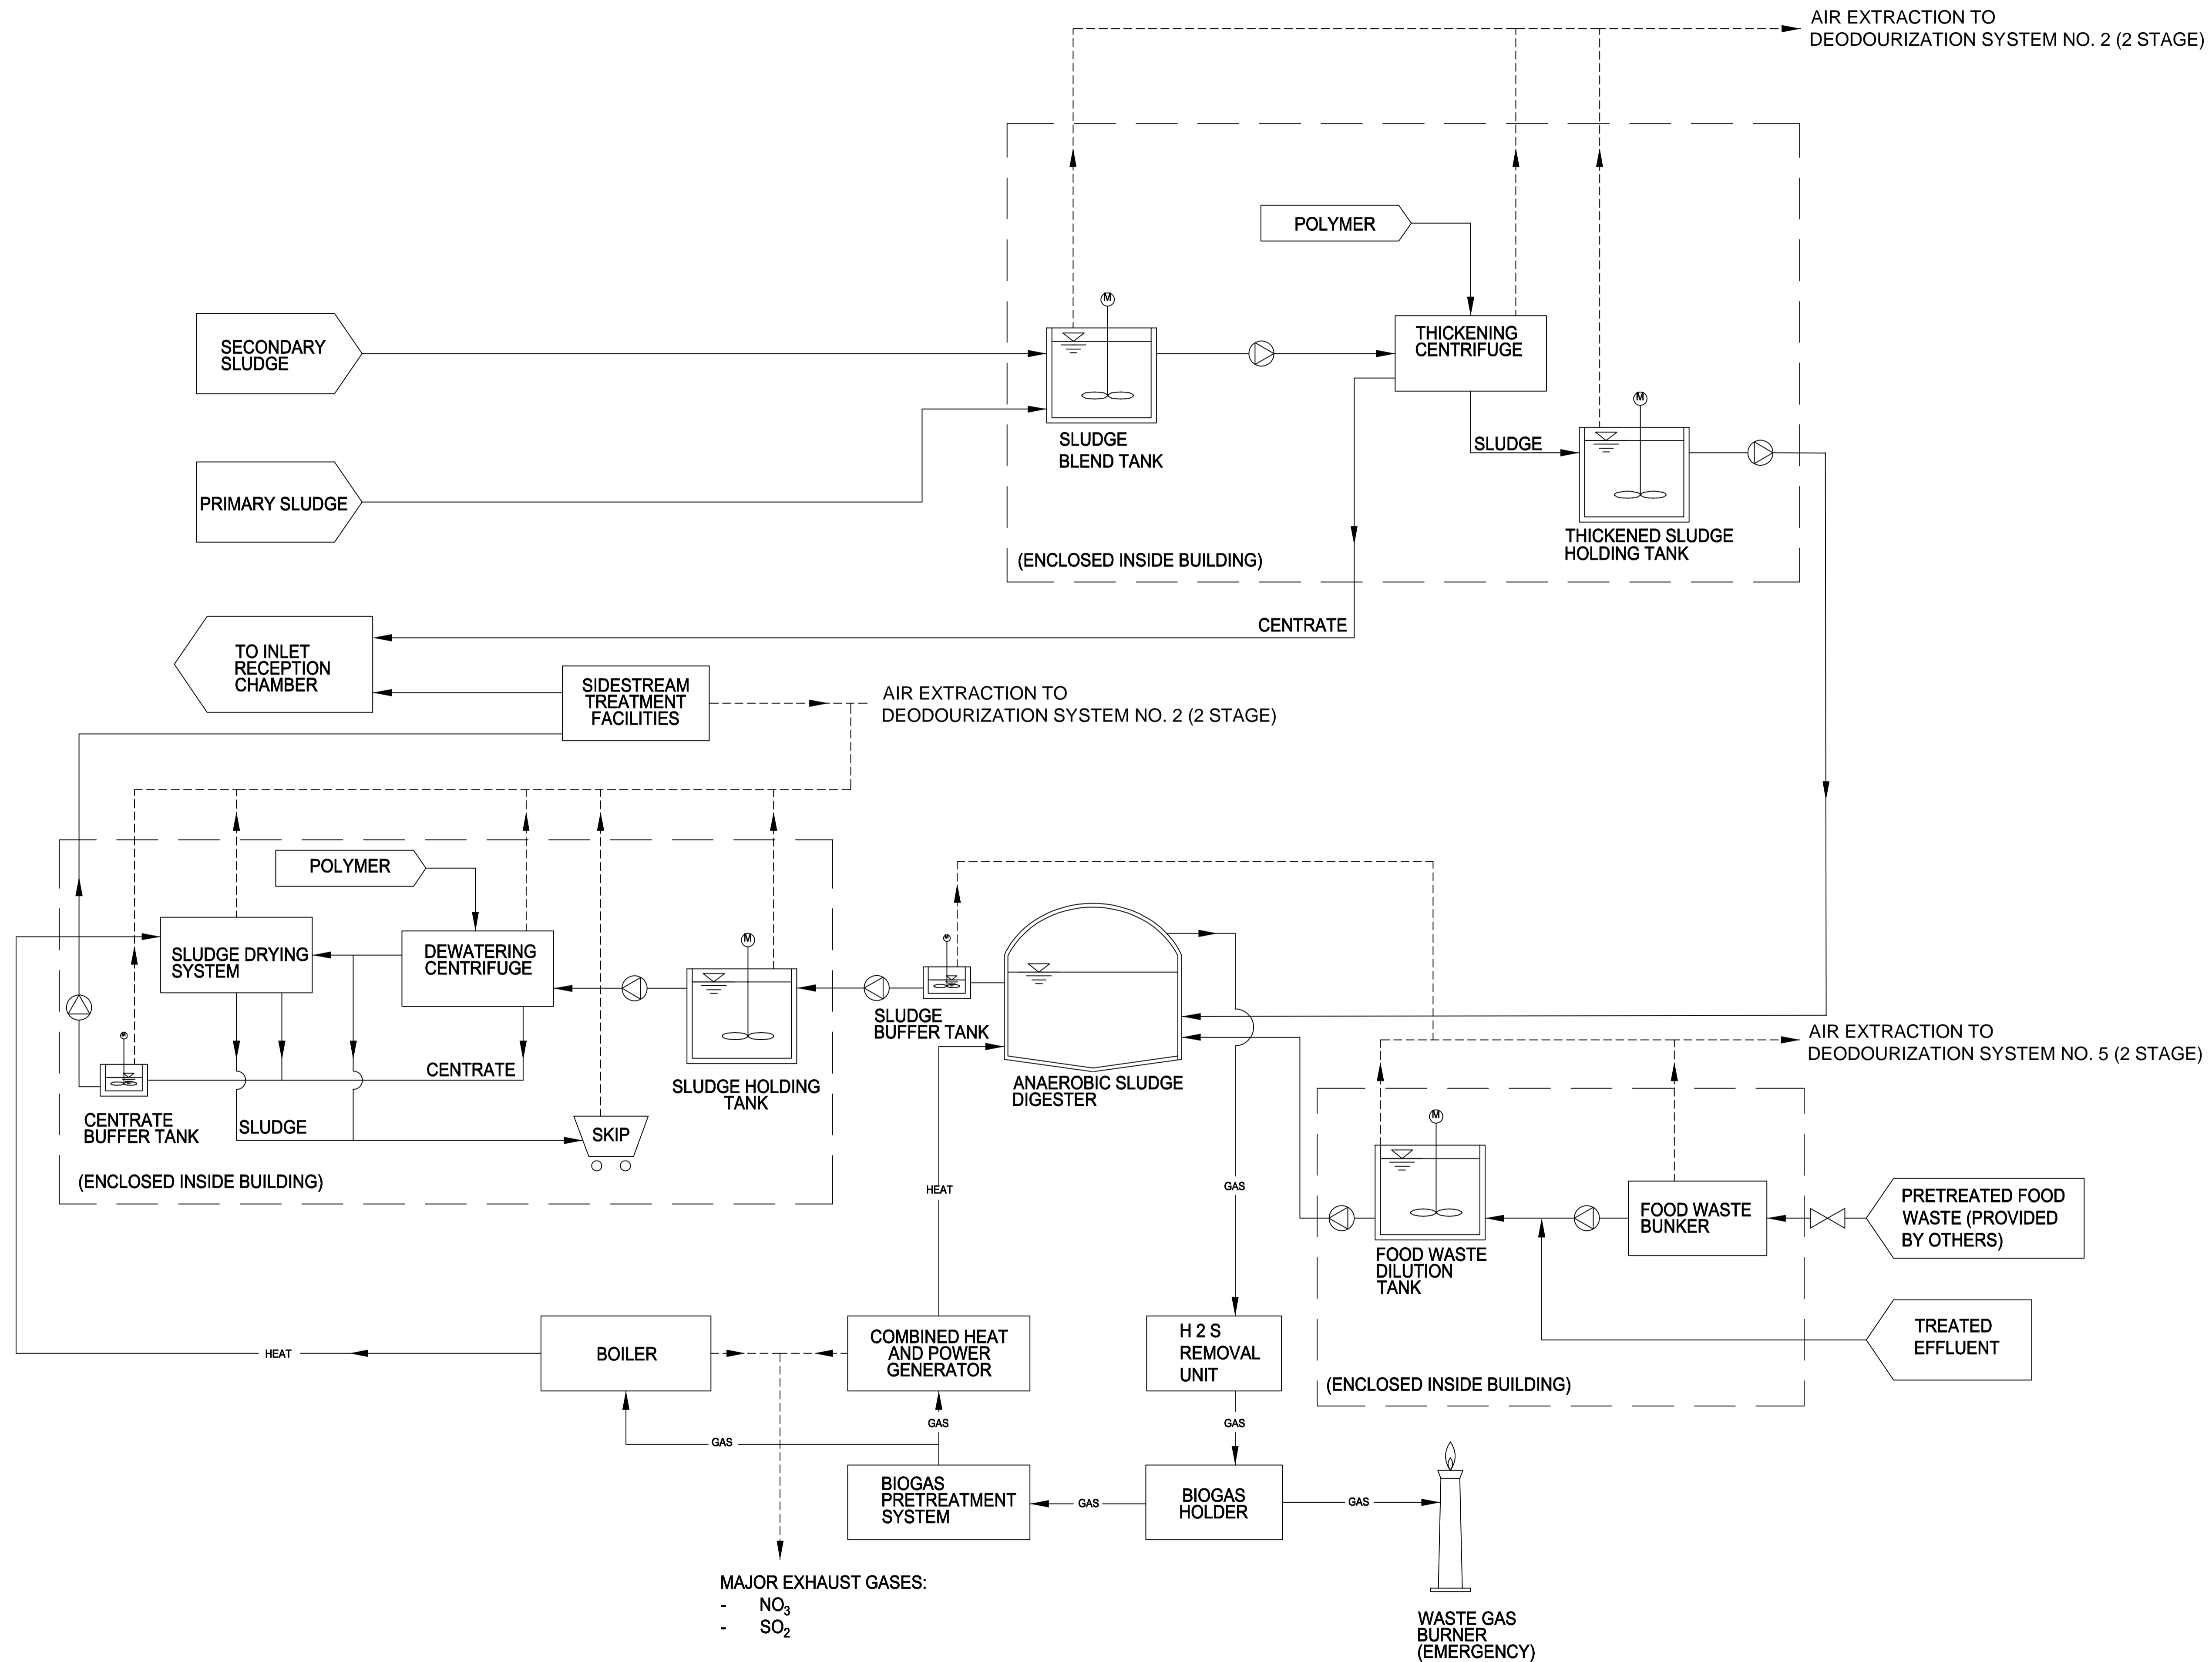 AIR EXTRACTION TO
DEODOURIZATION SYSTEM NO. 2 (2 STAGE)
POLYMER
M
SECONDARY
SLUDGE
THICKENING
CENTRIFUGE
M
SLUDGE
BLEND TANK
SLUDGE
PRIMARY SLUDGE
THICKENED SLUDGE
HOLDING TANK
(ENCLOSED INSIDE BUILDING)
CENTRATE
TO INLET
RECEPTION
CHAMBER
SIDESTREAM
TREATMENT
FACILITIES
AIR EXTRACTION TO
DEODOURIZATION SYSTEM NO. 2 (2 STAGE)
POLYMER
SLUDGE DRYING
SYSTEM
DEWATERING
CENTRIFUGE
M
M
SLUDGE
BUFFER TANK
M
CENTRATE
SLUDGE HOLDING
TANK
ANAEROBIC SLUDGE
DIGESTER
AIR EXTRACTION TO
DEODOURIZATION SYSTEM NO. 5 (2 STAGE)
CENTRATE
BUFFER TANK
SLUDGE
SKIP
(ENCLOSED INSIDE BUILDING)
M
HEAT
GAS
FOOD WASTE
BUNKER
PRETREATED FOOD
WASTE (PROVIDED
BY OTHERS)
FOOD WASTE
DILUTION
TANK
TREATED
EFFLUENT
(ENCLOSED INSIDE BUILDING)
HEAT
BOILER
COMBINED HEAT
AND POWER
GENERATOR
H 2 S
REMOVAL
UNIT
GAS
GAS
GAS
BIOGAS
PRETREATMENT
SYSTEM
GAS
BIOGAS
HOLDER
GAS
MAJOR EXHAUST GASES:
- NO₃
- SO₂
WASTE GAS
BURNER
(EMERGENCY)